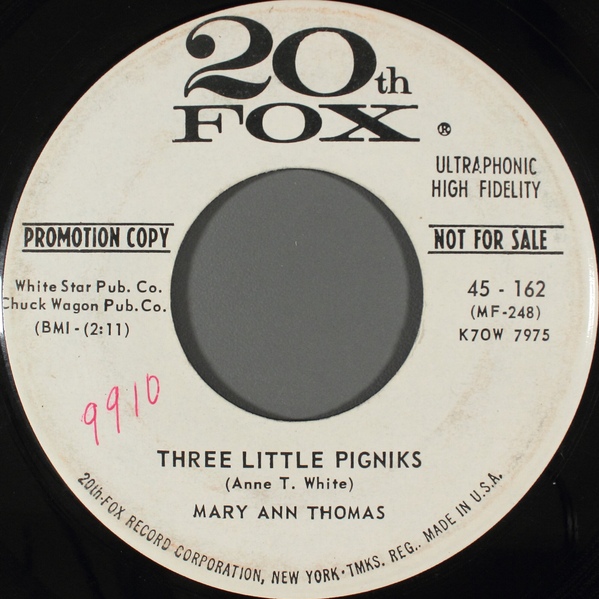 20th
FOX ®
ULTRAPHONIC
HIGH FIDELITY
PROMOTION COPY
NOT FOR SALE
White Star Pub. Co.
Chuck Wagon Pub. Co.
(BMI - (2:11)
45 - 162
(MF-248)
K7OW 7975
9910
THREE LITTLE PIGNIKS
(Anne T. White)
MARY ANN THOMAS
20th-FOX RECORD CORPORATION, NEW YORK • TMKS. REG.. MADE IN U.S.A.